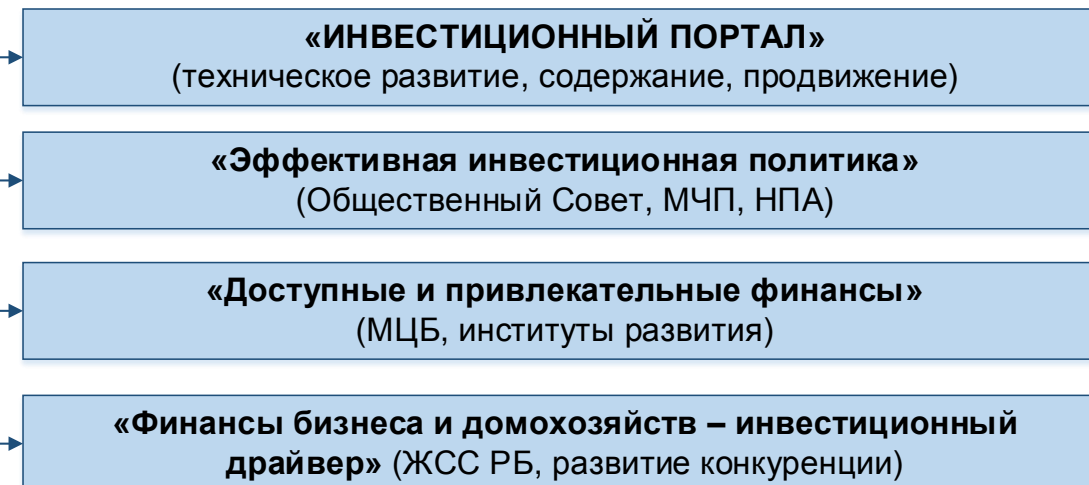 «ИНВЕСТИЦИОННЫЙ ПОРТАЛ»
(техническое развитие, содержание, продвижение)
«Эффективная инвестиционная политика»
(Общественный Совет, МЧП, НПА)
«Доступные и привлекательные финансы»
(МЦБ, институты развития)
«Финансы бизнеса и домохозяйств – инвестиционный
драйвер» (ЖСС РБ, развитие конкуренции)